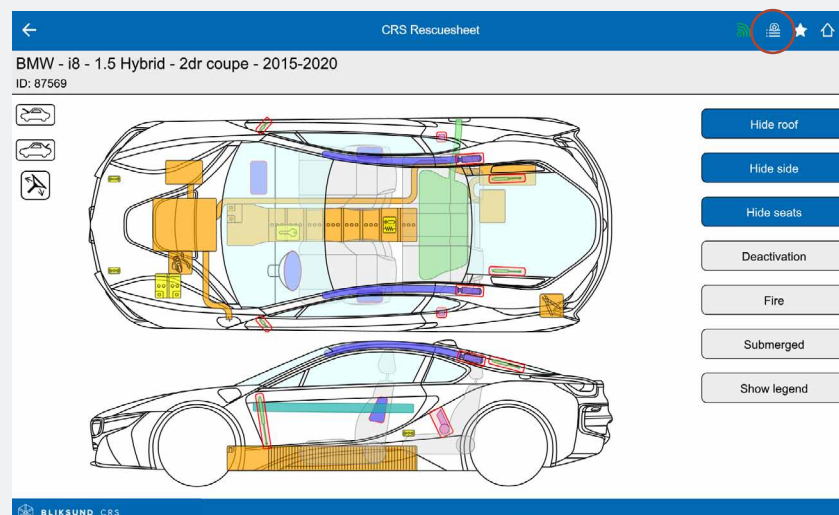 CRS Rescuesheet
BMW - i8 - 1.5 Hybrid - 2dr coupe - 2015-2020
ID: 87569
Hide roof
Hide side
Hide seats
Deactivation
Fire
Submerged
Show legend
BLIKSUND CRS